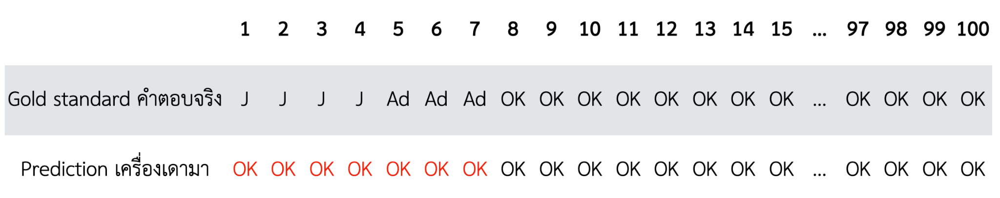 1 2 3 4 5 6 7 8 9 10 11 12 13 14 15 ... 97 98 99 100
Gold standard คำตอบจริง J J J J Ad Ad Ad OK OK OK OK OK OK OK OK ... OK OK OK OK
Prediction เครื่องเดามา OK OK OK OK OK OK OK OK OK OK OK OK OK OK OK ... OK OK OK OK